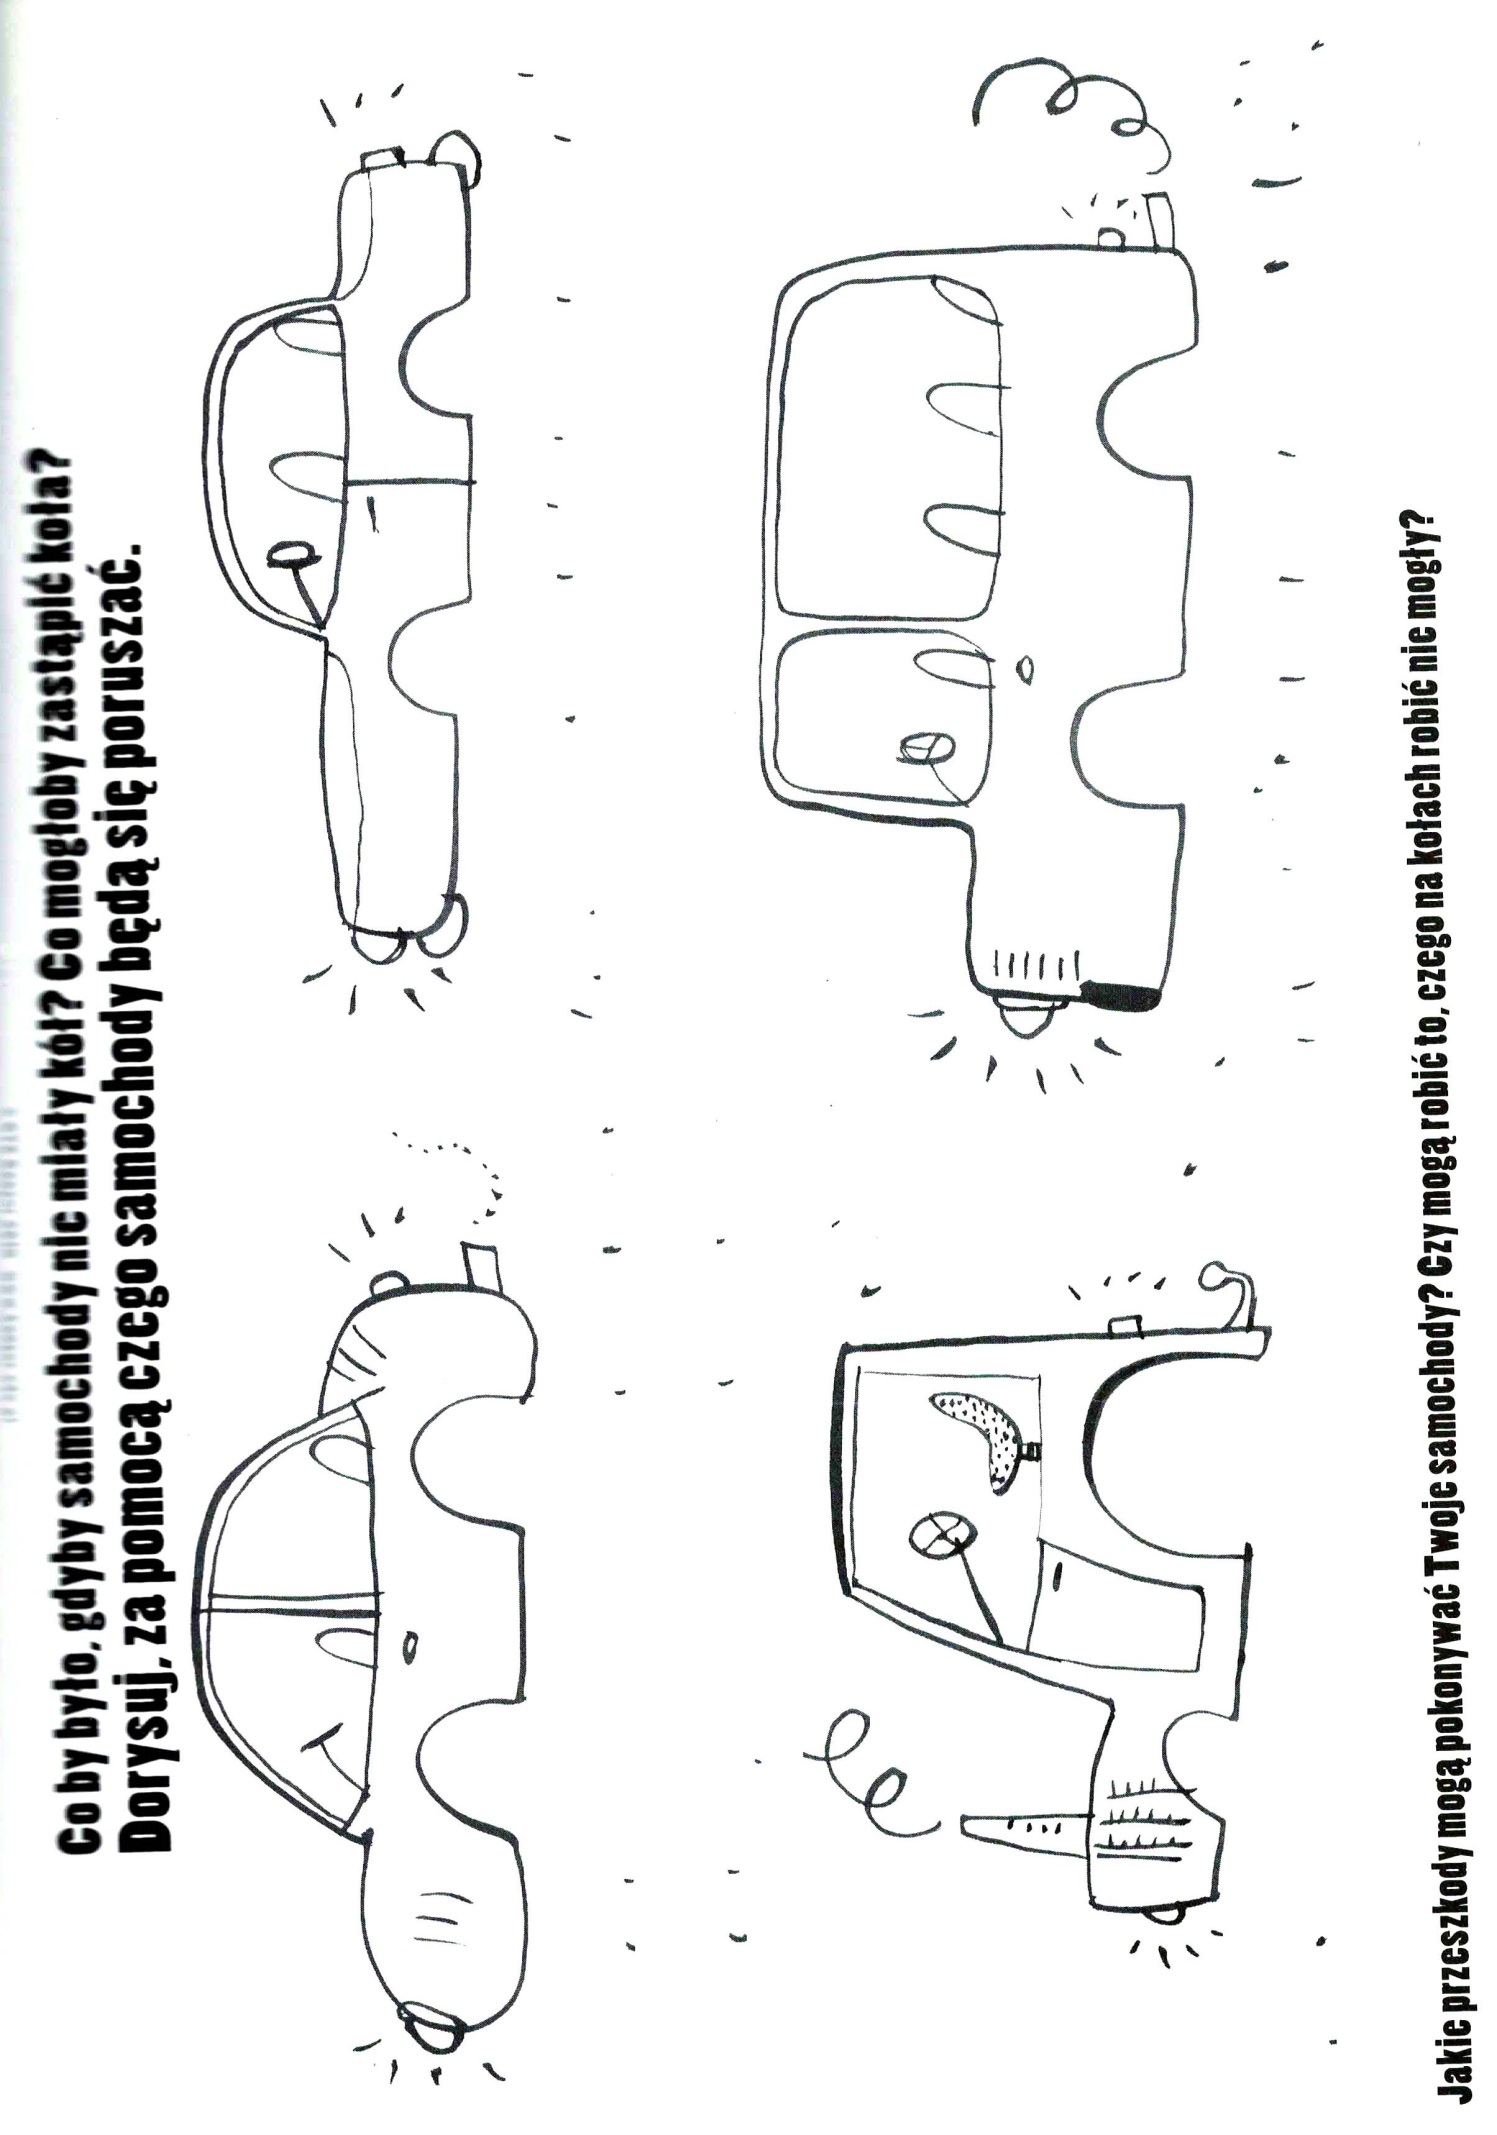 Co by było, gdyby samochody nie miały kół? Co mogłoby zastąpić koła?
Dorysuj, za pomocą czego samochody będą się poruszać.
Jakie przeszkody mogą pokonywać Twoje samochody? Czy mogą robić to, czego na kołach robić nie mogły?